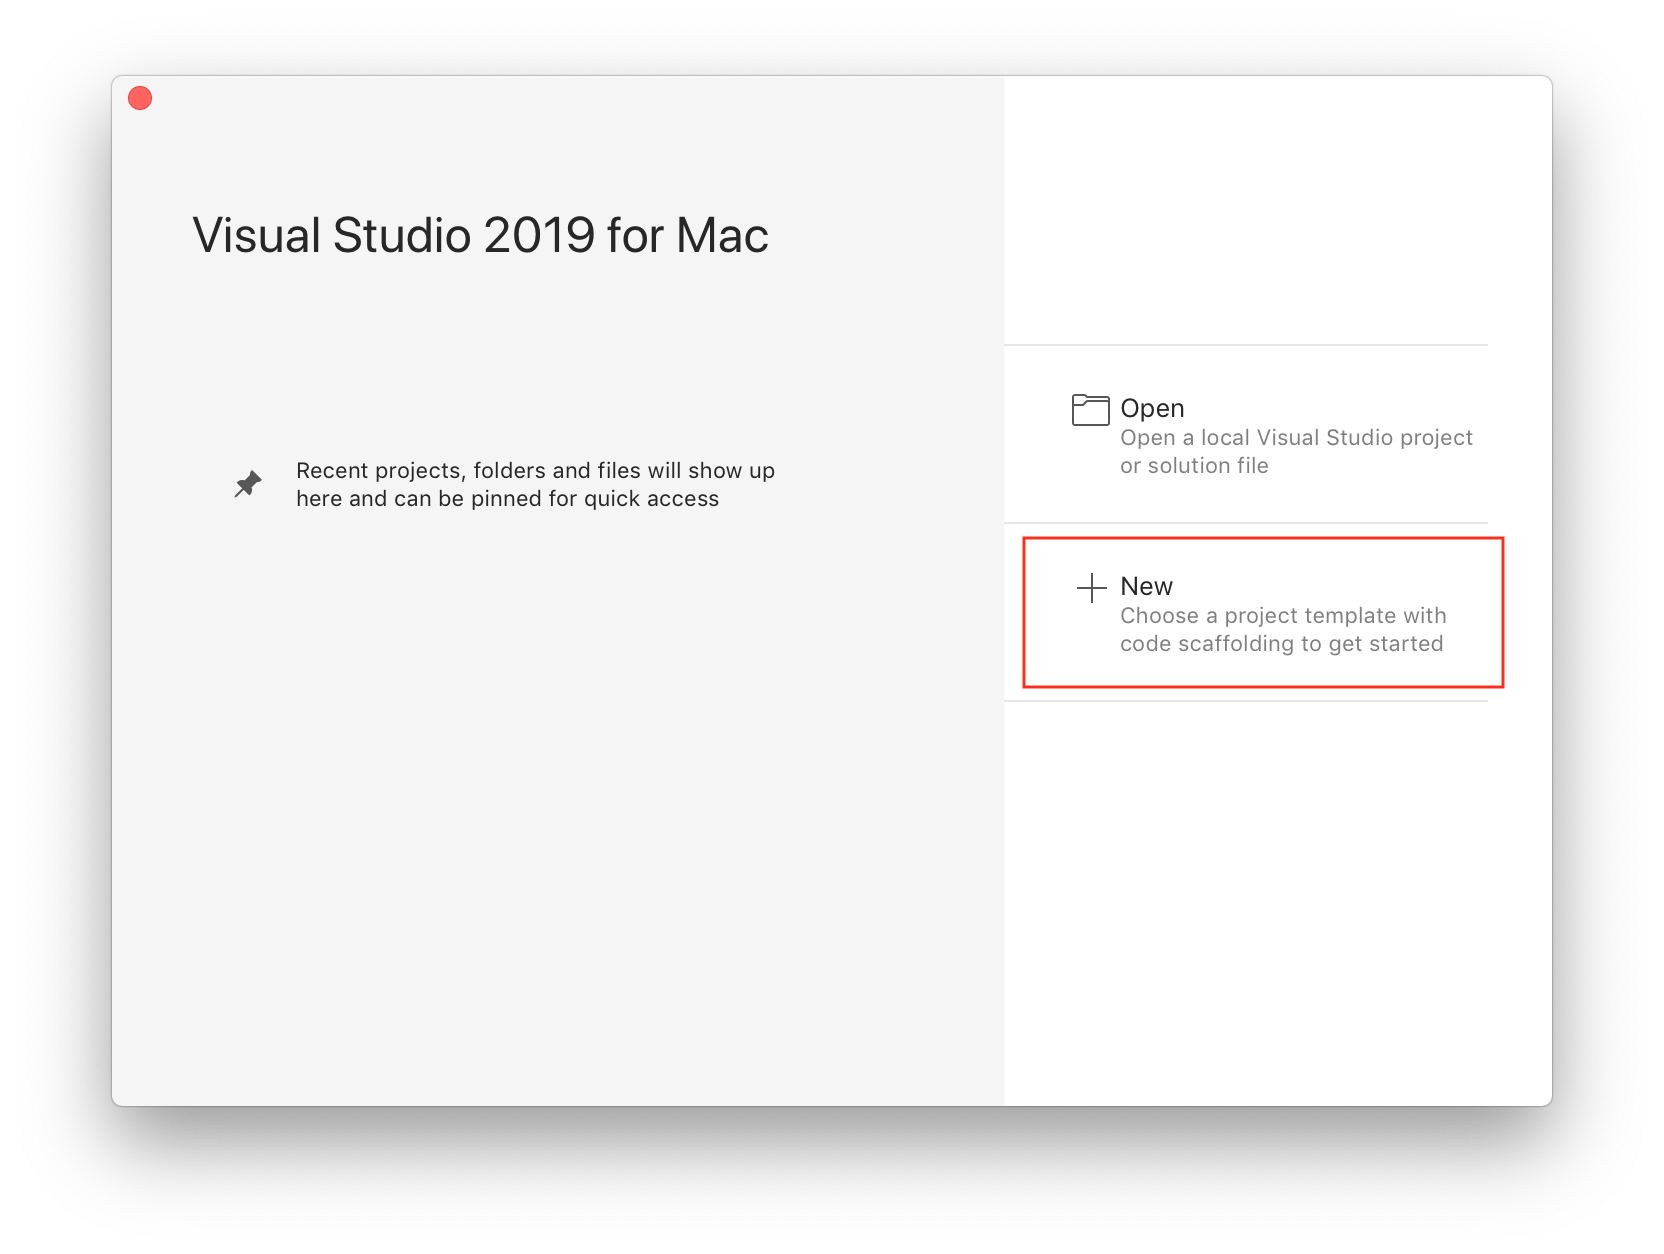 Visual Studio 2019 for Mac
Recent projects, folders and files will show up
here and can be pinned for quick access
Open
Open a local Visual Studio project
or solution file
New
Choose a project template with
code scaffolding to get started